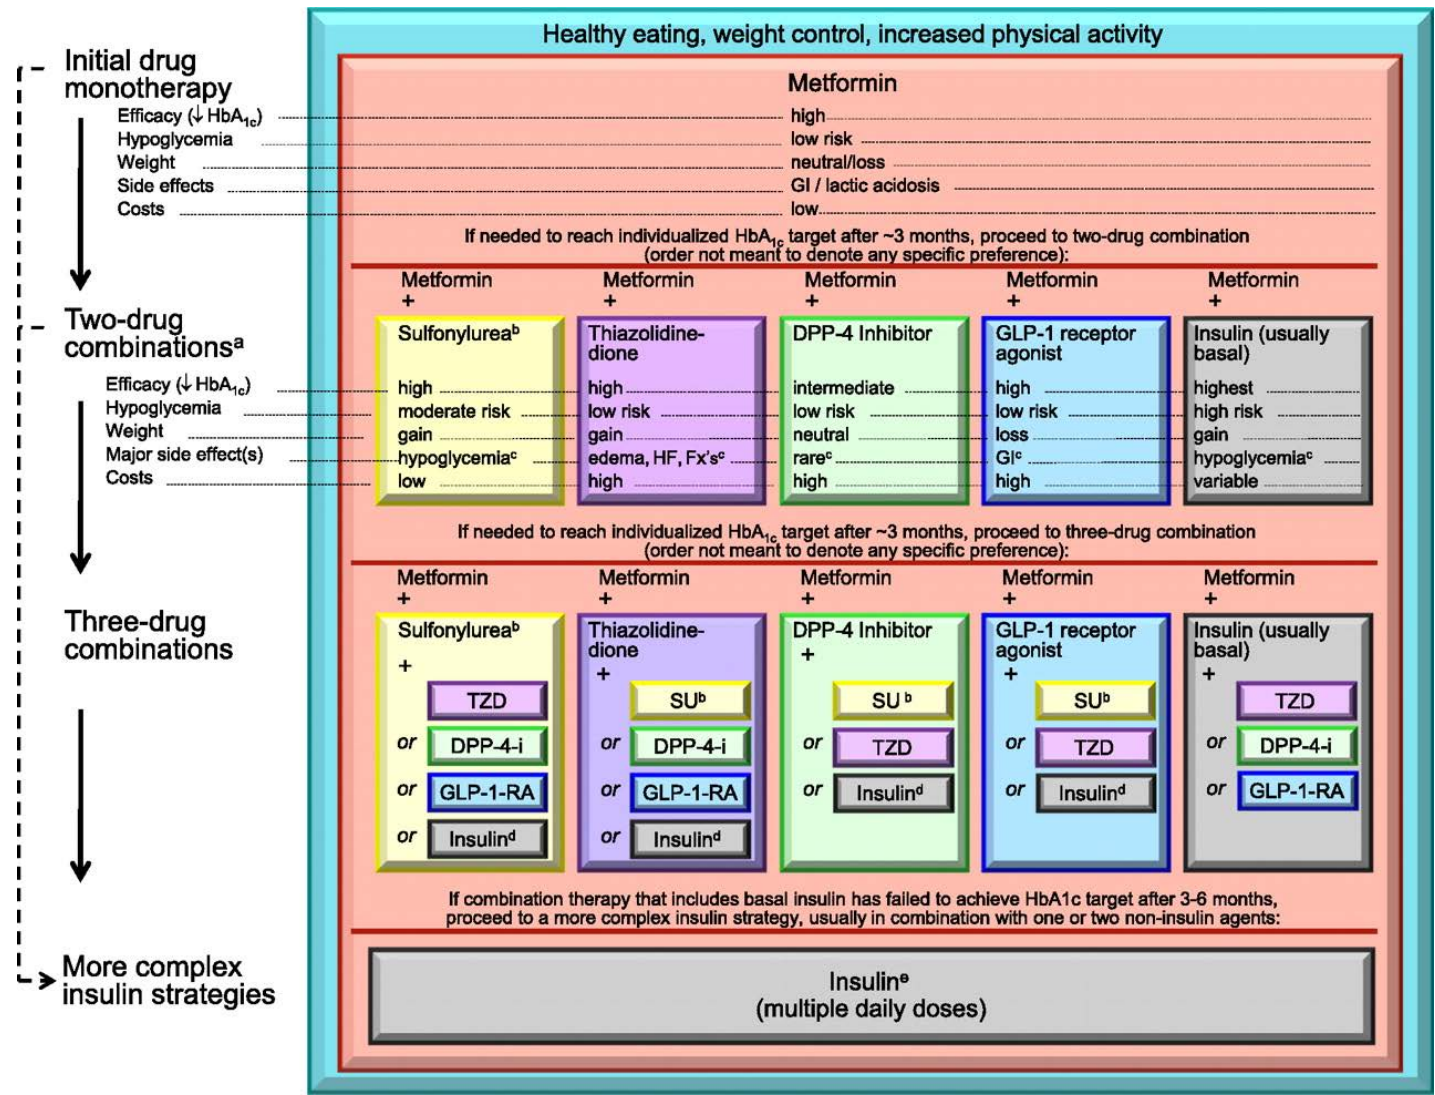 Healthy eating, weight control, increased physical activity
Initial drug
monotherapy
Metformin
Efficacy (↓ HbA1c) high
Hypoglycemia low risk
Weight neutral/loss
Side effects GI / lactic acidosis
Costs low
If needed to reach individualized HbA1c target after ~3 months, proceed to two-drug combination
(order not meant to denote any specific preference):
Metformin Metformin Metformin Metformin Metformin
+ + + + +
Two-drug
combinationsa
Sulfonylureab
Thiazolidine-
dione
DPP-4 Inhibitor
GLP-1 receptor
agonist
Insulin (usually
basal)
Efficacy (↓ HbA1c) high high intermediate high highest
Hypoglycemia moderate risk low risk low risk low risk high risk
Weight gain gain neutral loss gain
Major side effect(s) hypoglycemiac edema, HF, Fx'sc rarec GIc hypoglycemiac
Costs low high high high variable
If needed to reach individualized HbA1c target after ~3 months, proceed to three-drug combination
(order not meant to denote any specific preference):
Metformin Metformin Metformin Metformin Metformin
+ + + + +
Three-drug
combinations
Sulfonylureab
+
TZD
or DPP-4-i
or GLP-1-RA
or Insulind
Thiazolidine-
dione
+
SUb
or DPP-4-i
or GLP-1-RA
or Insulind
DPP-4 Inhibitor
+
SU b
or TZD
or Insulind
GLP-1 receptor
agonist
+
SUb
or TZD
or Insulind
Insulin (usually
basal)
+
TZD
or DPP-4-i
or GLP-1-RA
If combination therapy that includes basal insulin has failed to achieve HbA1c target after 3-6 months,
proceed to a more complex insulin strategy, usually in combination with one or two non-insulin agents:
More complex
insulin strategies
Insuline
(multiple daily doses)